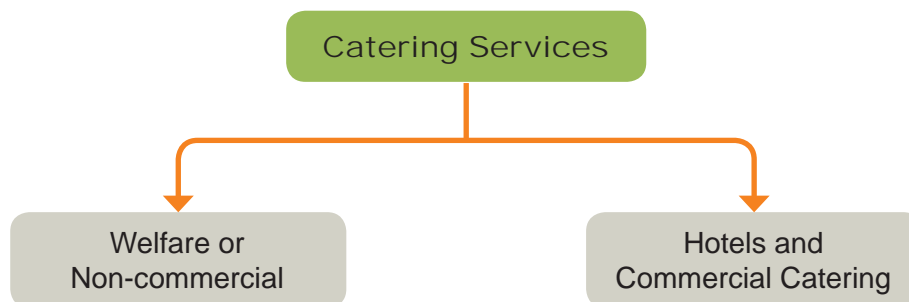 Catering Services
Welfare or
Non-commercial
Hotels and
Commercial Catering